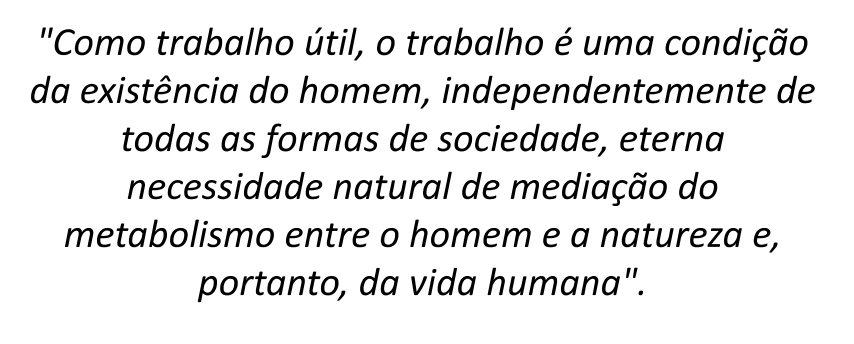 "Como trabalho útil, o trabalho é uma condição
da existência do homem, independentemente de
todas as formas de sociedade, eterna
necessidade natural de mediação do
metabolismo entre o homem e a natureza e,
portanto, da vida humana".